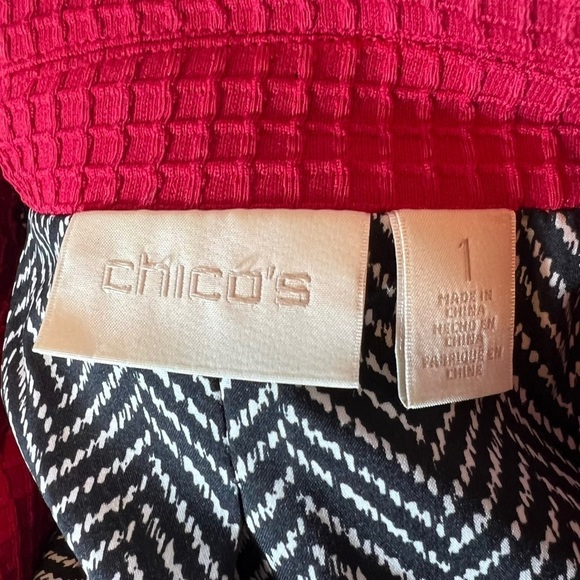 chico's
1
MADE IN
CHINA
HECHO EN
CHINA
FABRIQUE EN
CHINE